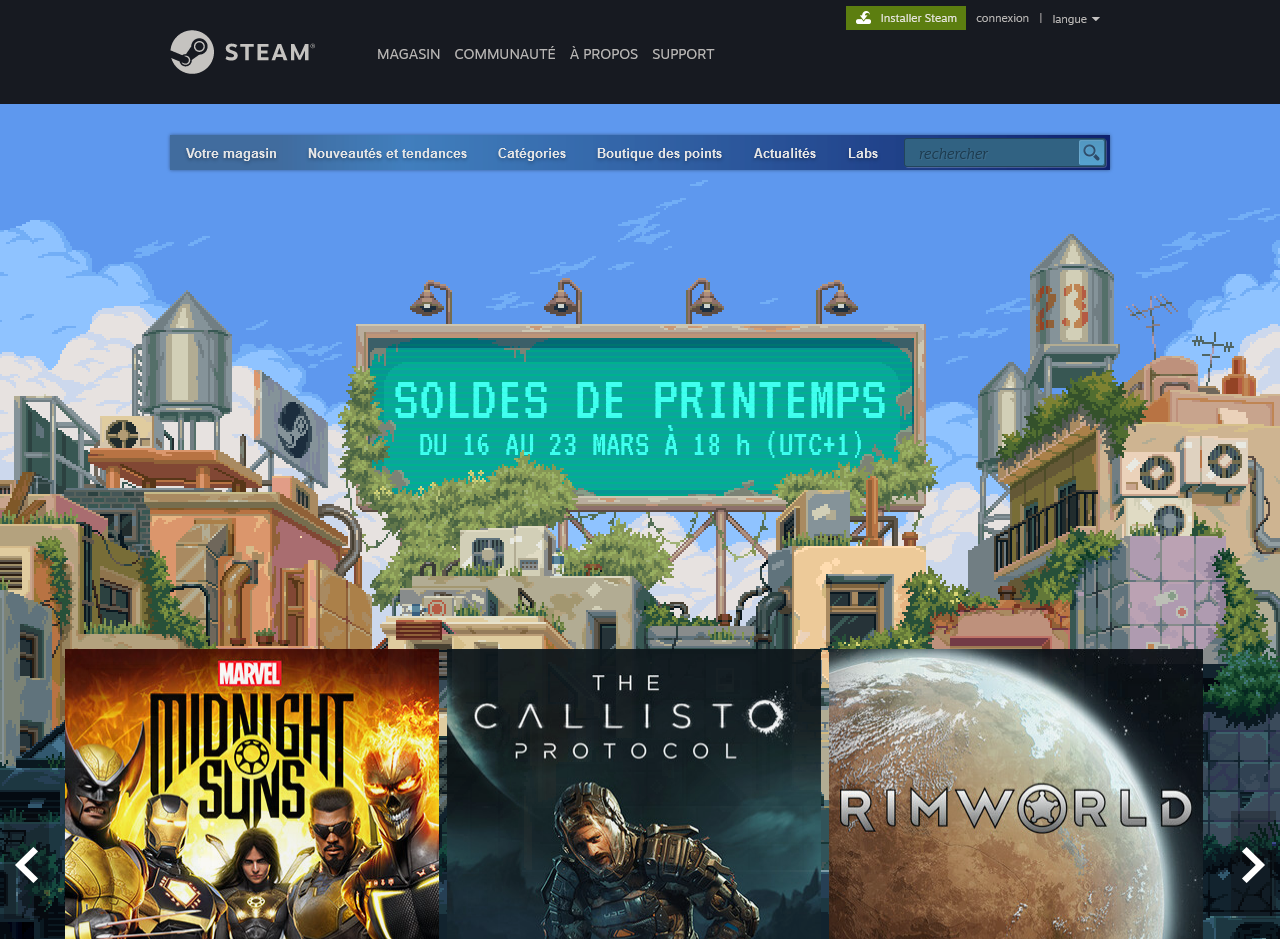 Installer Steam
connexion | langue
STEAM®
MAGASIN COMMUNAUTÉ À PROPOS SUPPORT
Votre magasin Nouveautés et tendances Catégories Boutique des points Actualités Labs rechercher
23
SOLDES DE PRINTEMPS
DU 16 AU 23 MARS À 18 h (UTC+1)
MARVEL
MIDNIGHT
SUNS
THE
CALLISTO
PROTOCOL
RIMWORLD